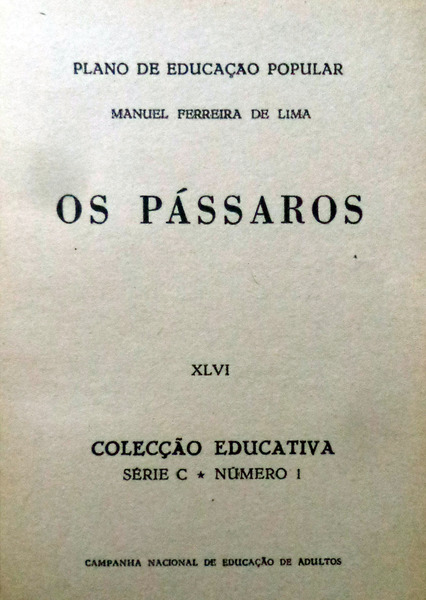 PLANO DE EDUCAÇÃO POPULAR
MANUEL FERREIRA DE LIMA
OS PÁSSAROS
XLVI
COLECÇÃO EDUCATIVA
SÉRIE C ★ NÚMERO 1
CAMPANHA NACIONAL DE EDUCAÇÃO DE ADULTOS